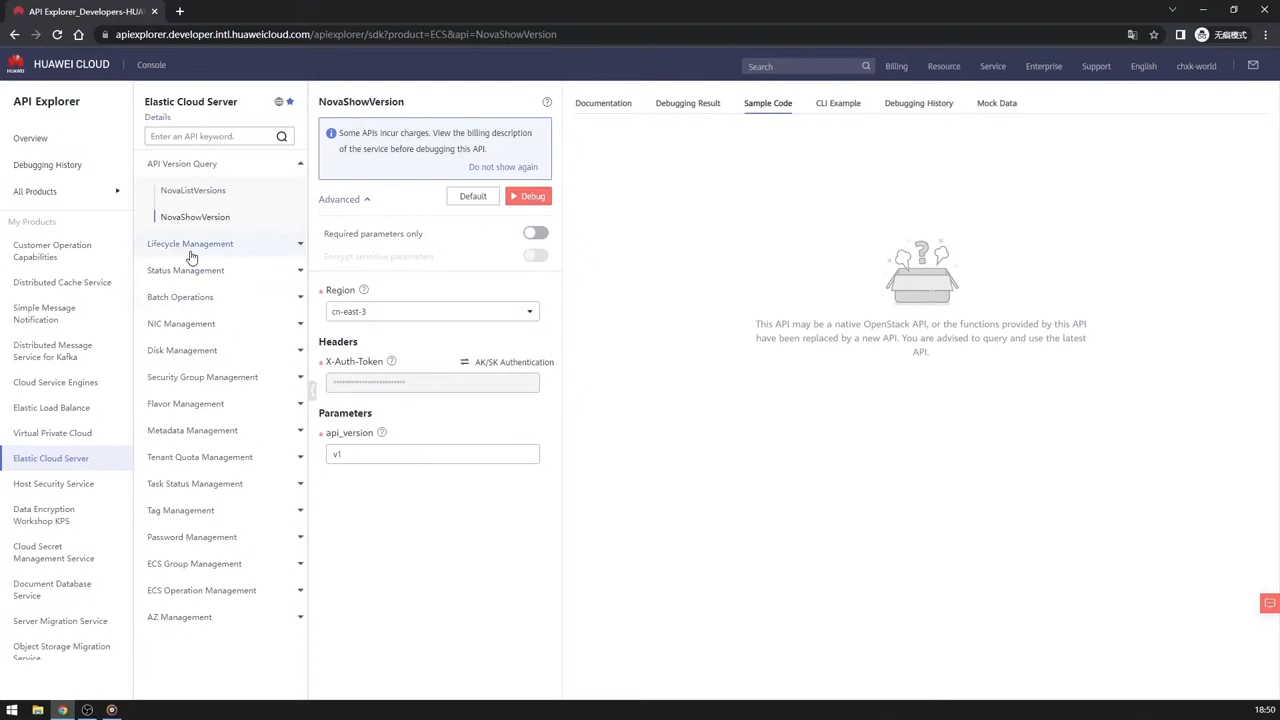 API Explorer_Developers-HUA
apiexplorer.developer.intl.huaweicloud.com/apiexplorer/sdk?product=ECS&api=NovaShowVersion
无痕模式
HUAWEI
HUAWEI CLOUD
Console
Search
Billing
Resource
Service
Enterprise
Support
English
chxk-world
API Explorer
Overview
Debugging History
All Products
My Products
Customer Operation
Capabilities
Distributed Cache Service
Simple Message
Notification
Distributed Message
Service for Kafka
Cloud Service Engines
Elastic Load Balance
Virtual Private Cloud
Elastic Cloud Server
Host Security Service
Data Encryption
Workshop KPS
Cloud Secret
Management Service
Document Database
Service
Server Migration Service
Object Storage Migration
Service
Elastic Cloud Server
Details
Enter an API keyword.
API Version Query
NovaListVersions
NovaShowVersion
Lifecycle Management
Status Management
Batch Operations
NIC Management
Disk Management
Security Group Management
Flavor Management
Metadata Management
Tenant Quota Management
Task Status Management
Tag Management
Password Management
ECS Group Management
ECS Operation Management
AZ Management
NovaShowVersion
Some APIs incur charges. View the billing description
of the service before debugging this API.
Do not show again
Advanced
Default
Debug
Required parameters only
Encrypt sensitive parameters
* Region
cn-east-3
Headers
* X-Auth-Token
AK/SK Authentication
Parameters
* api_version
v1
Documentation
Debugging Result
Sample Code
CLI Example
Debugging History
Mock Data
This API may be a native OpenStack API, or the functions provided by this API
have been replaced by a new API. You are advised to query and use the latest
API.
18:50